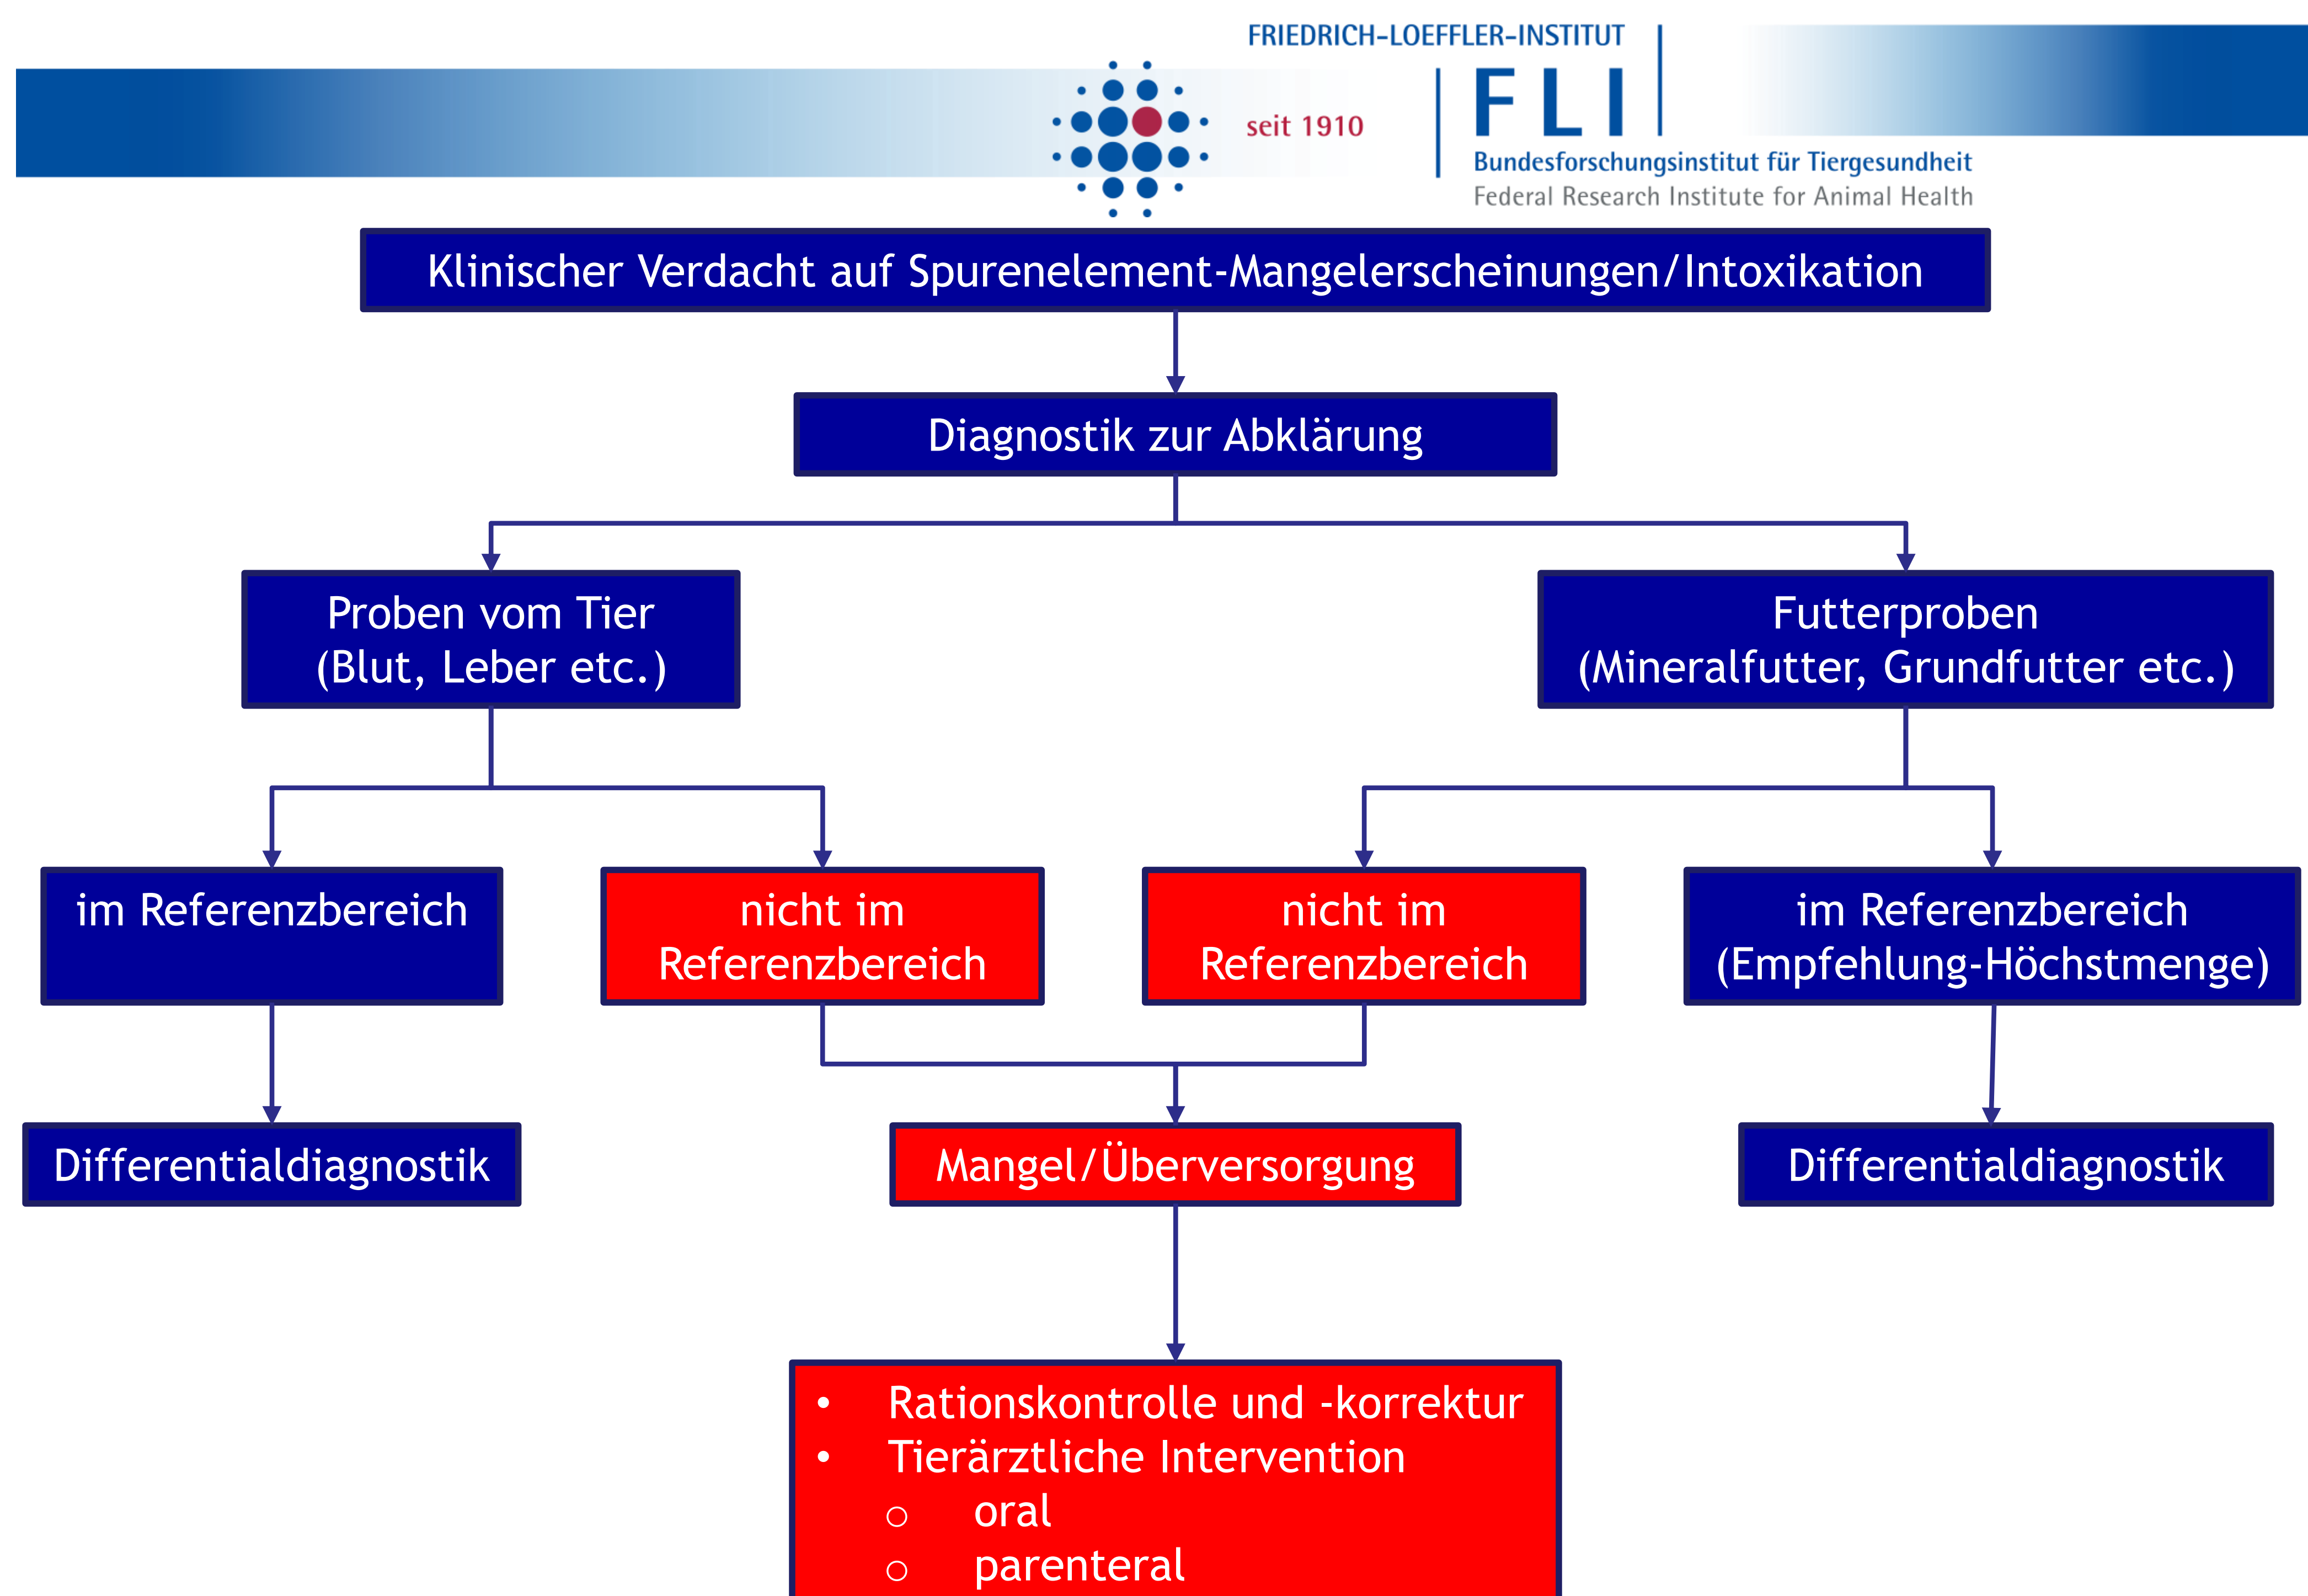 FRIEDRICH-LOEFFLER-INSTITUT
seit 1910
FLI
Bundesforschungsinstitut für Tiergesundheit
Federal Research Institute for Animal Health
Klinischer Verdacht auf Spurenelement-Mangelerscheinungen/Intoxikation
Diagnostik zur Abklärung
Proben vom Tier
(Blut, Leber etc.)
Futterproben
(Mineralfutter, Grundfutter etc.)
im Referenzbereich
nicht im
Referenzbereich
nicht im
Referenzbereich
im Referenzbereich
(Empfehlung-Höchstmenge)
Differentialdiagnostik
Mangel/Überversorgung
Differentialdiagnostik
• Rationskontrolle und -korrektur
• Tierärztliche Intervention
o oral
o parenteral